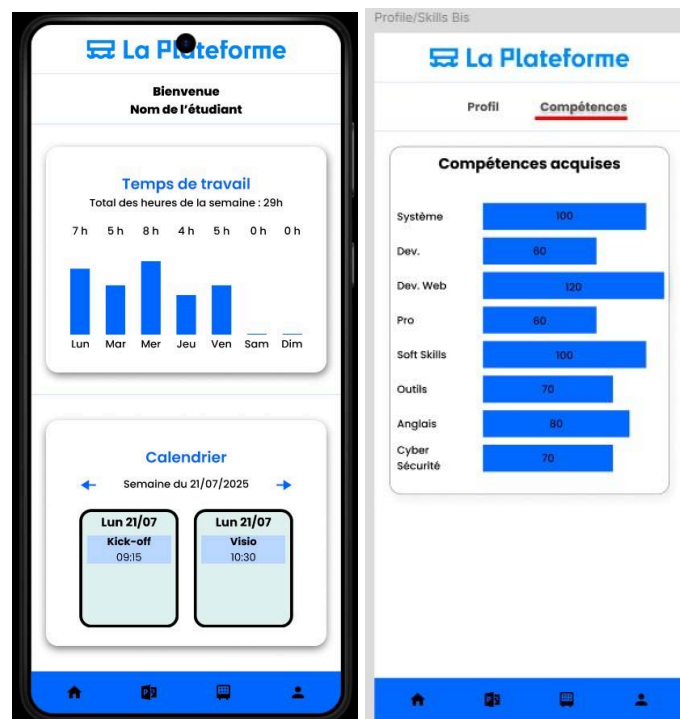 La Plateforme
Bienvenue
Nom de l'étudiant
Temps de travail
Total des heures de la semaine : 29h
7 h 5 h 8 h 4 h 5 h 0 h 0 h
Lun Mar Mer Jeu Ven Sam Dim
Calendrier
Semaine du 21/07/2025
Lun 21/07 Lun 21/07
Kick-off Visio
09:15 10:30
Profile/Skills Bis
La Plateforme
Profil Compétences
Compétences acquises
Système 100
Dev. 60
Dev. Web 120
Pro 60
Soft Skills 100
Outils 70
Anglais 80
Cyber
Sécurité 70